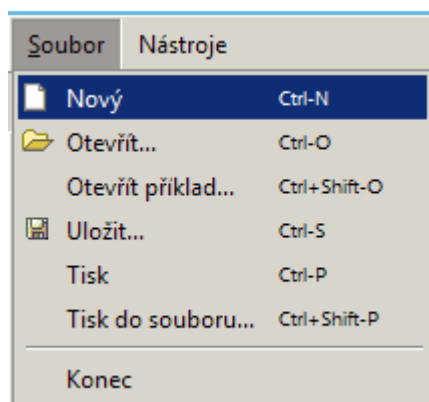 Soubor Nástroje
Nový Ctrl-N
Otevřít... Ctrl-O
Otevřít příklad... Ctrl+Shift-O
Uložit... Ctrl-S
Tisk Ctrl-P
Tisk do souboru... Ctrl+Shift-P
Konec